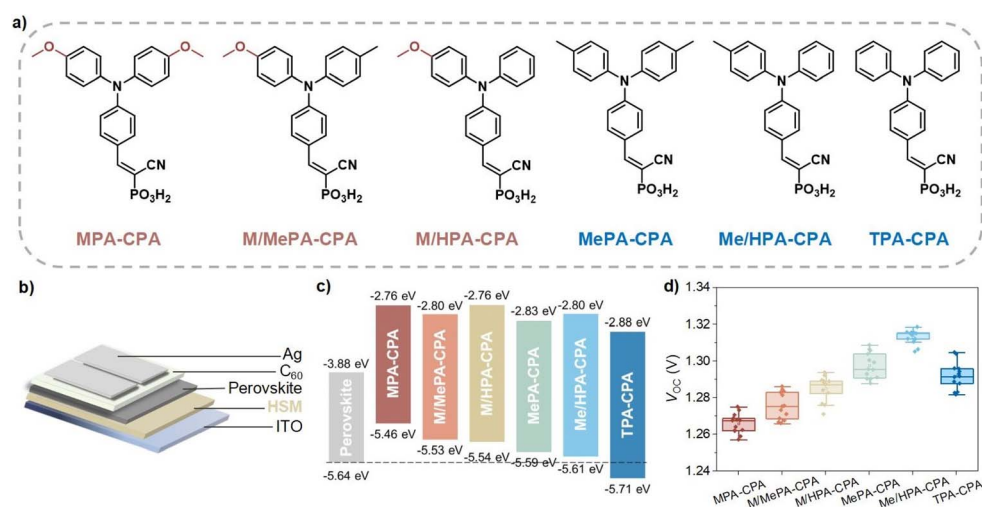 a)
O O O O
N N N N N N
CN CN CN CN CN CN
PO₃H₂ PO₃H₂ PO₃H₂ PO₃H₂ PO₃H₂ PO₃H₂
MPA-CPA M/MePA-CPA M/HPA-CPA MePA-CPA Me/HPA-CPA TPA-CPA
b)
Ag
C₆₀
Perovskite
HSM
ITO
c)
-2.76 eV -2.80 eV -2.76 eV -2.83 eV -2.80 eV -2.88 eV
-3.88 eV
Perovskite MPA-CPA M/MePA-CPA M/HPA-CPA MePA-CPA Me/HPA-CPA TPA-CPA
-5.64 eV -5.46 eV -5.53 eV -5.54 eV -5.59 eV -5.61 eV -5.71 eV
d)
V_OC (V)
1.34
1.32
1.30
1.28
1.26
1.24
MPA-CPA M/MePA-CPA M/HPA-CPA MePA-CPA Me/HPA-CPA TPA-CPA